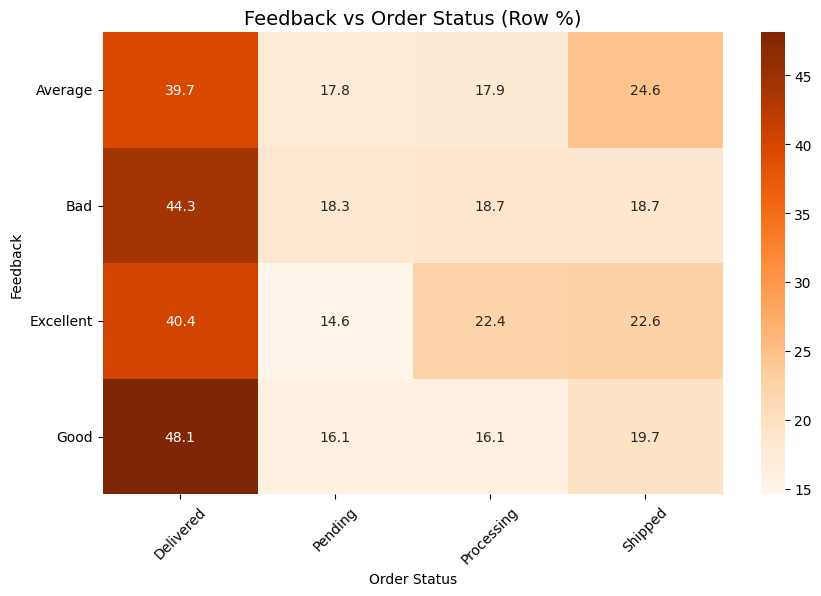 Feedback vs Order Status (Row %)
Feedback
Average 39.7 17.8 17.9 24.6
Bad 44.3 18.3 18.7 18.7
Excellent 40.4 14.6 22.4 22.6
Good 48.1 16.1 16.1 19.7
Delivered Pending Processing Shipped
Order Status
45
40
35
30
25
20
15